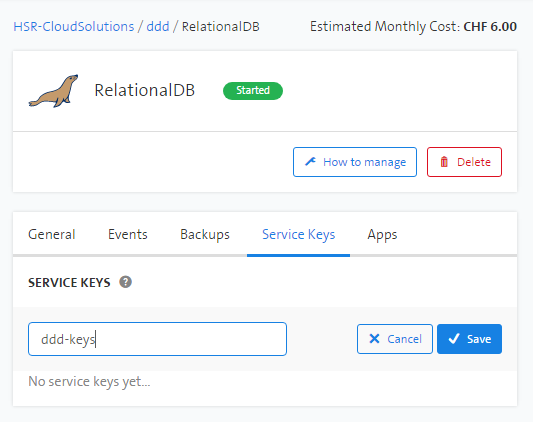 HSR-CloudSolutions / ddd / RelationalDB Estimated Monthly Cost: CHF 6.00
RelationalDB Started
How to manage Delete
General Events Backups Service Keys Apps
SERVICE KEYS ?
ddd-keys Cancel Save
No service keys yet...